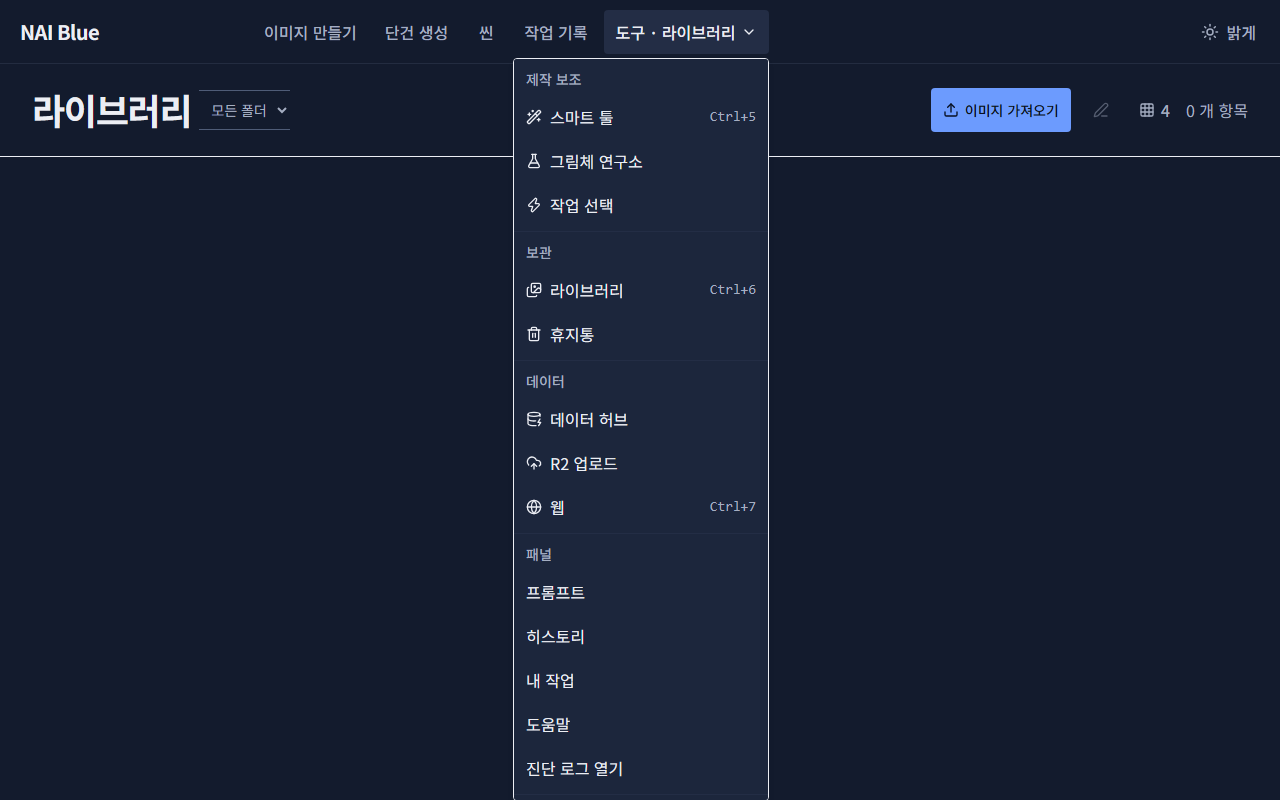 NAI Blue
이미지 만들기
단건 생성
씬
작업 기록
도구 · 라이브러리
밝게
라이브러리
모든 폴더
이미지 가져오기
4
0 개 항목
제작 보조
스마트 툴 Ctrl+5
그림체 연구소
작업 선택
보관
라이브러리 Ctrl+6
휴지통
데이터
데이터 허브
R2 업로드
웹 Ctrl+7
패널
프롬프트
히스토리
내 작업
도움말
진단 로그 열기